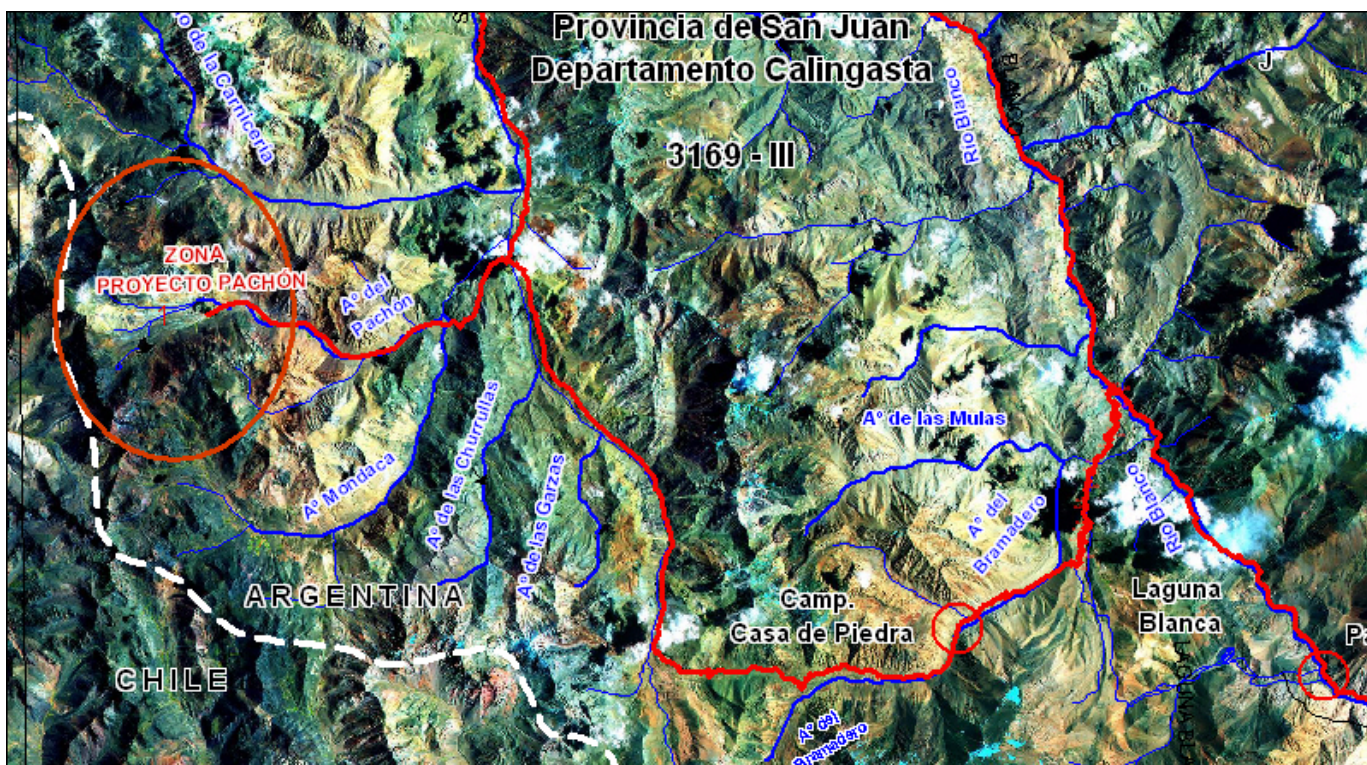 Provincia de San Juan
Departamento Calingasta
3169 - III
o de la Carnicería
Río Blanco
J
ZONA
PROYECTO PACHÓN
Aº del
Pachón
Aº de las Mulas
Aº Mondaca
Aº de las Churrullas
Aº de las Garzas
Aº del
Bramadero
Río Blanco
ARGENTINA
Camp.
Casa de Piedra
Laguna
Blanca
CHILE
Aº del
Bramadero